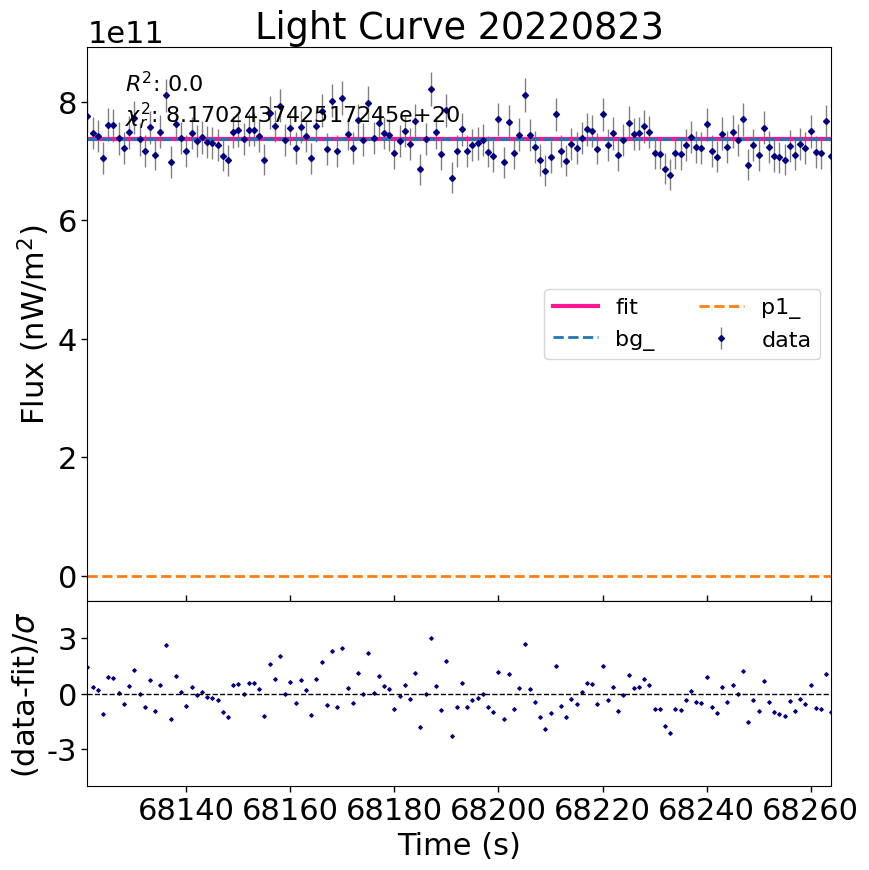 Light Curve 20220823
1e11
R²: 0.0
χ²ᵣ: 8.170243742517245e+20
8
6
4
2
0
Flux (nW/m²)
fit
bg_
p1_
data
3
0
-3
(data-fit)/σ
68140 68160 68180 68200 68220 68240 68260
Time (s)